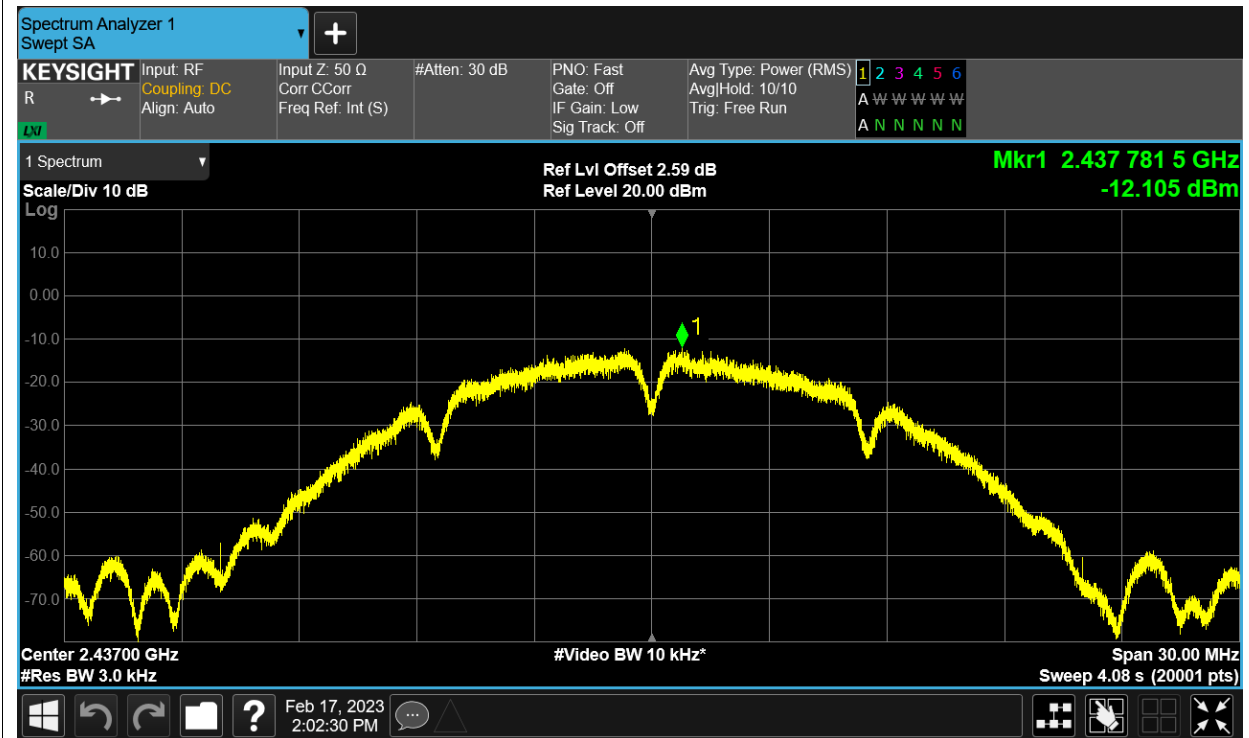 Spectrum Analyzer 1
Swept SA
KEYSIGHT
R
LXI
Input: RF
Coupling: DC
Align: Auto
Input Z: 50 Ω
Corr CCorr
Freq Ref: Int (S)
#Atten: 30 dB
PNO: Fast
Gate: Off
IF Gain: Low
Sig Track: Off
Avg Type: Power (RMS)
Avg|Hold: 10/10
Trig: Free Run
1 2 3 4 5 6
A W W W W W
A N N N N N
1 Spectrum
Scale/Div 10 dB
Ref Lvl Offset 2.59 dB
Ref Level 20.00 dBm
Mkr1 2.437 781 5 GHz
-12.105 dBm
Log
10.0
0.00
-10.0
-20.0
-30.0
-40.0
-50.0
-60.0
-70.0
1
Center 2.43700 GHz
#Res BW 3.0 kHz
#Video BW 10 kHz*
Span 30.00 MHz
Sweep 4.08 s (20001 pts)
?
Feb 17, 2023
2:02:30 PM